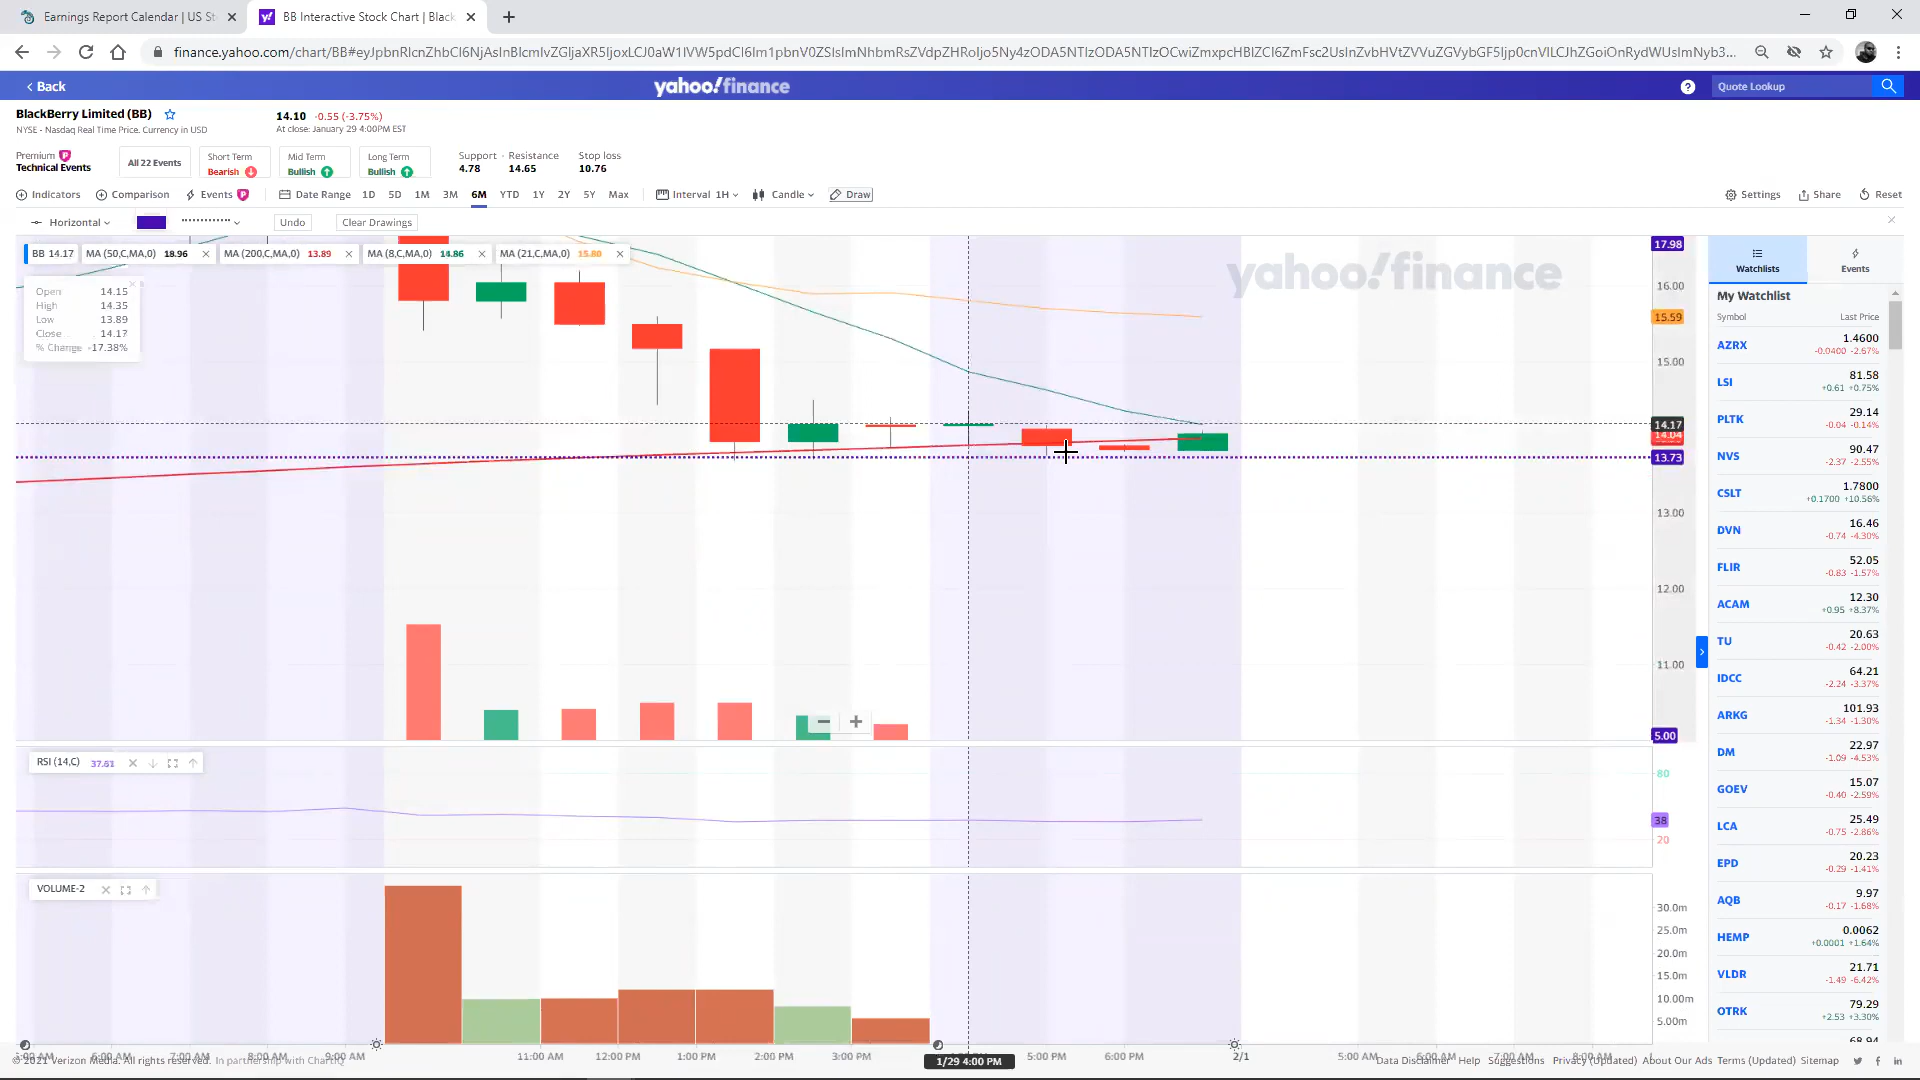 Earnings Report Calendar | US St
BB Interactive Stock Chart | Black
finance.yahoo.com/chart/BB#
Back
yahoo!finance
Quote Lookup
BlackBerry Limited (BB)
14.10 -0.55 (-3.75%)
NYSE - Nasdaq Real Time Price. Currency in USD
At close: January 29 4:00PM EST
Premium
Technical Events
All 22 Events
Short Term
Bearish
Mid Term
Bullish
Long Term
Bullish
Support - Resistance Stop loss
4.78 14.65 10.76
Indicators Comparison Events Date Range 1D 5D 1M 3M 6M YTD 1Y 2Y 5Y Max Interval 1H Candle Draw Settings Share Reset
Horizontal Undo Clear Drawings
BB 14.17 MA (50,C,MA,0) 18.96 MA (200,C,MA,0) 13.89 MA (8,C,MA,0) 14.86 MA (21,C,MA,0) 15.80
Open 14.15
High 14.35
Low 13.89
Close 14.17
% Change -17.38%
yahoo!finance
17.98
16.00
15.59
15.00
14.17
14.04
13.73
13.00
12.00
11.00
5.00
RSI (14,C) 37.61
80
38
20
VOLUME-2
30.0m
25.0m
20.0m
15.0m
10.00m
5.00m
6:00 AM 7:00 AM 8:00 AM 9:00 AM 11:00 AM 12:00 PM 1:00 PM 2:00 PM 3:00 PM 1/29 4:00 PM 5:00 PM 6:00 PM 2/1 5:00 AM 6:00 AM 7:00 AM 8:00 AM
© 2021 Verizon Media. All rights reserved. In partnership with ChartIQ
Data Disclaimer Help Suggestions Privacy (Updated) About Our Ads Terms (Updated) Sitemap
Watchlists Events
My Watchlist
Symbol Last Price
AZRX 1.4600
-0.0400 -2.67%
LSI 81.58
+0.61 +0.75%
PLTK 29.14
-0.04 -0.14%
NVS 90.47
-2.37 -2.55%
CSLT 1.7800
+0.1700 +10.56%
DVN 16.46
-0.74 -4.30%
FLIR 52.05
-0.83 -1.57%
ACAM 12.30
+0.95 +8.37%
TU 20.63
-0.42 -2.00%
IDCC 64.21
-2.24 -3.37%
ARKG 101.93
-1.34 -1.30%
DM 22.97
-1.09 -4.53%
GOEV 15.07
-0.40 -2.59%
LCA 25.49
-0.75 -2.86%
EPD 20.23
-0.29 -1.41%
AQB 9.97
-0.17 -1.68%
HEMP 0.0062
+0.0001 +1.64%
VLDR 21.71
-1.49 -6.42%
OTRK 79.29
+2.53 +3.30%
68.94